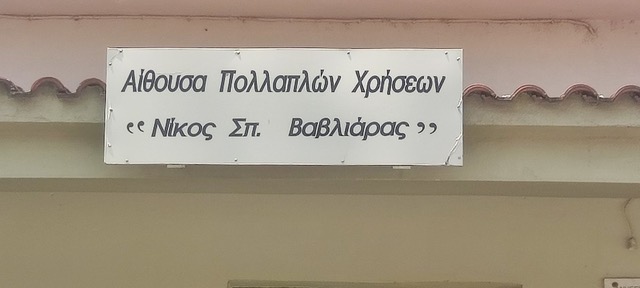 Αίθουσα Πολλαπλών Χρήσεων
“ Νίκος Σπ. Βαβλιάρας ”